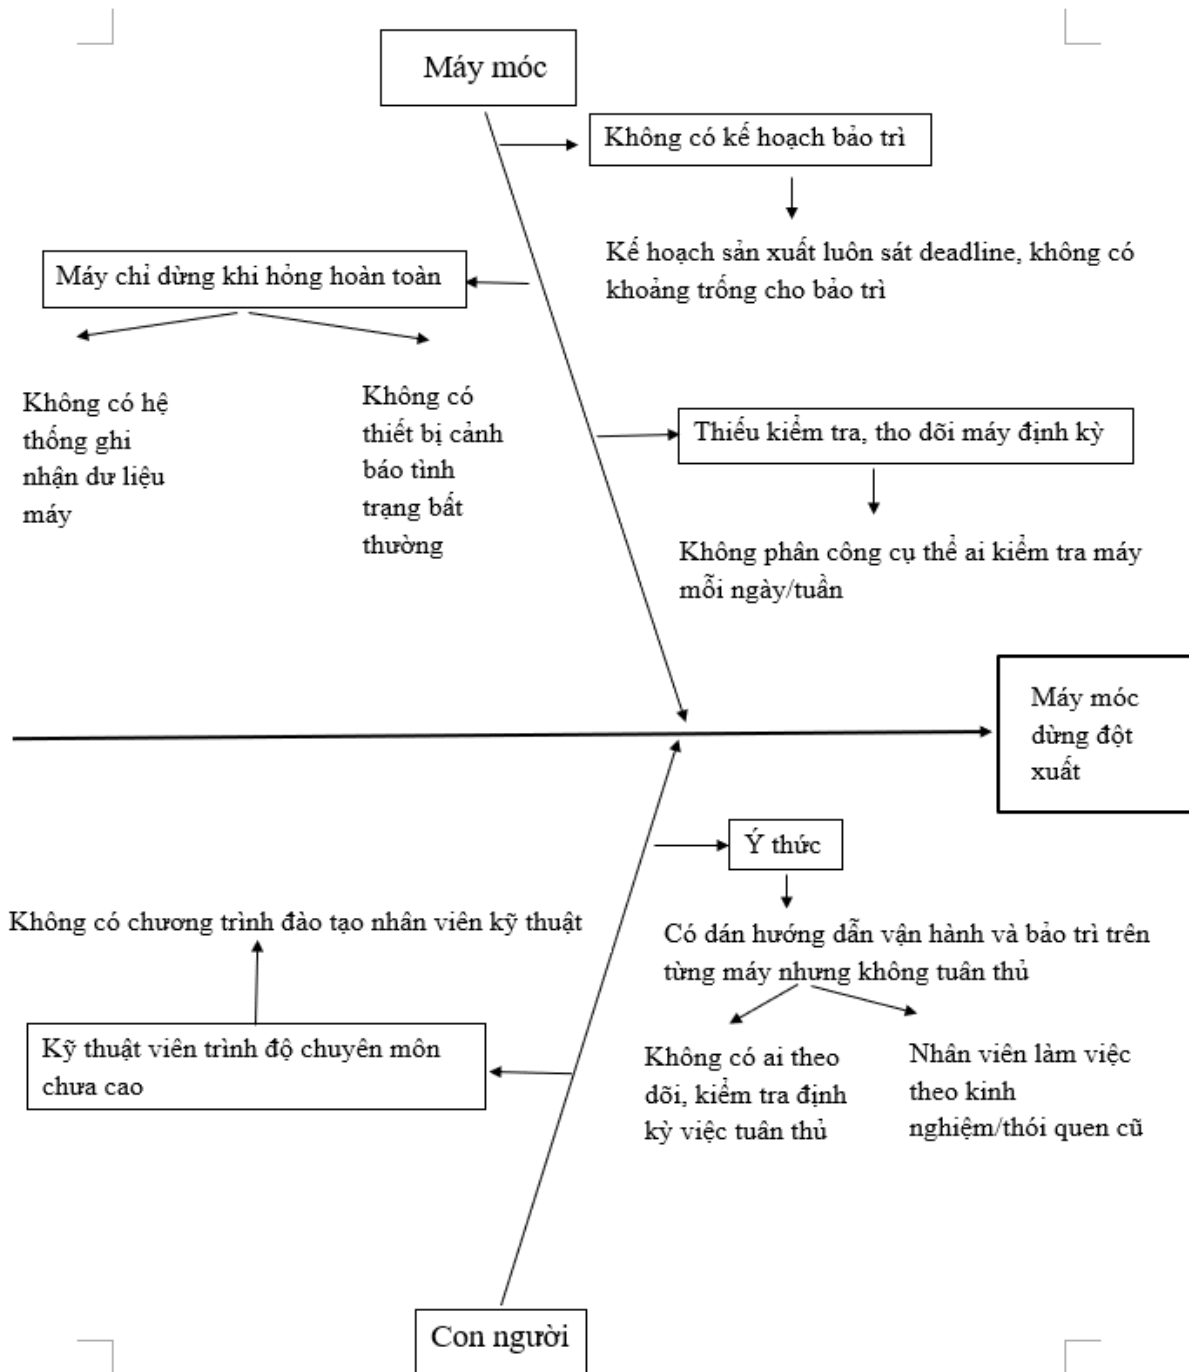 Máy móc
Không có kế hoạch bảo trì
Kế hoạch sản xuất luôn sát deadline, không có
khoảng trống cho bảo trì
Máy chỉ dừng khi hỏng hoàn toàn
Không có hệ
thống ghi
nhận dư liệu
máy
Không có
thiết bị cảnh
báo tình
trạng bất
thường
Thiếu kiểm tra, tho dõi máy định kỳ
Không phân công cụ thể ai kiểm tra máy
mỗi ngày/tuần
Máy móc
dừng đột
xuất
Ý thức
Có dán hướng dẫn vận hành và bảo trì trên
từng máy nhưng không tuân thủ
Không có ai theo
dõi, kiểm tra định
kỳ việc tuân thủ
Nhân viên làm việc
theo kinh
nghiệm/thói quen cũ
Không có chương trình đào tạo nhân viên kỹ thuật
Kỹ thuật viên trình độ chuyên môn
chưa cao
Con người